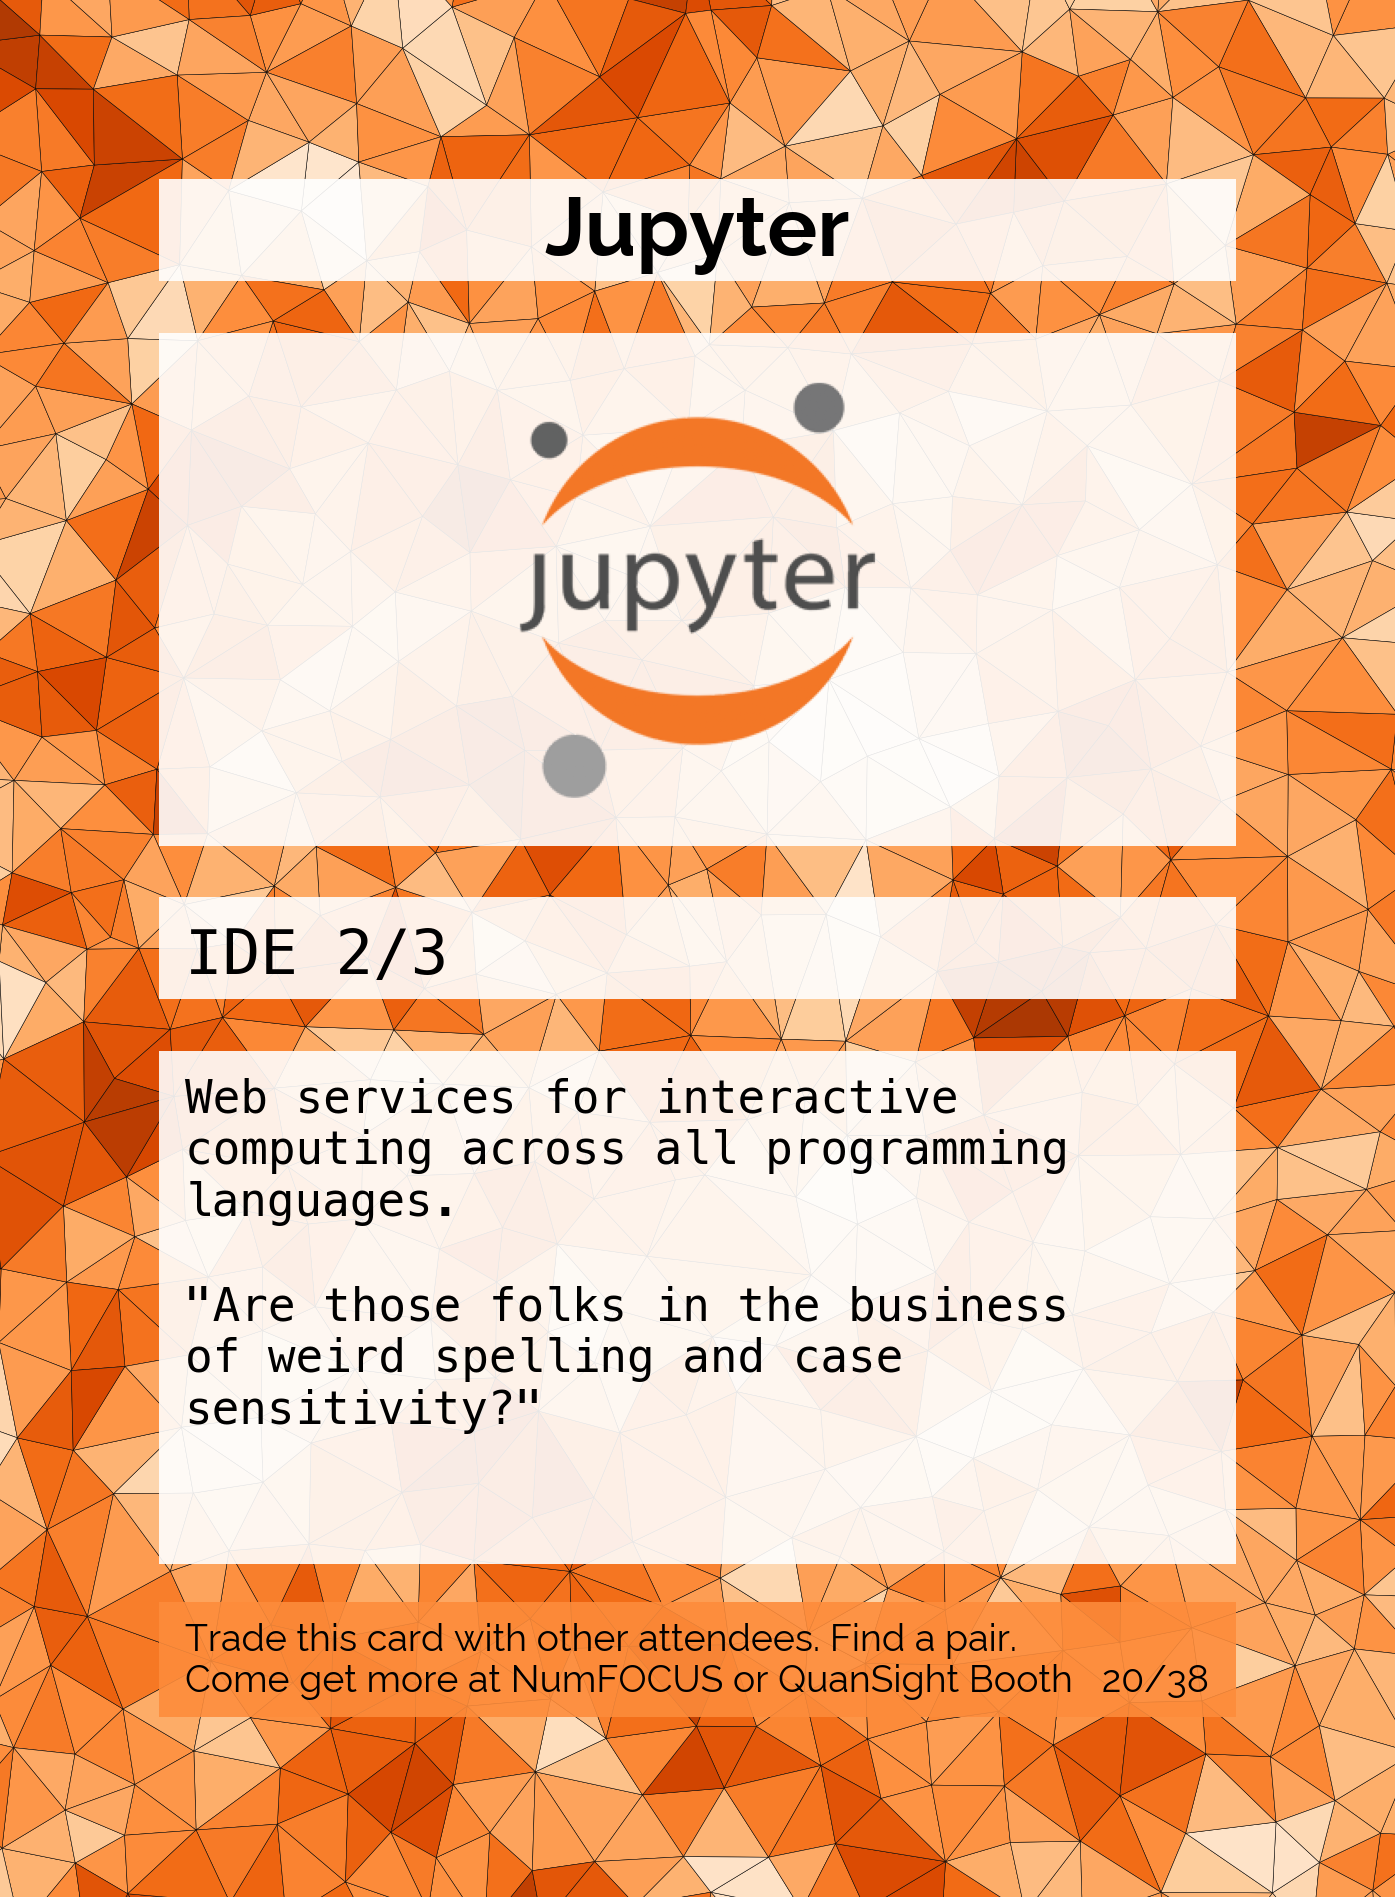 Jupyter
jupyter
IDE 2/3
Web services for interactive
computing across all programming
languages.
"Are those folks in the business
of weird spelling and case
sensitivity?"
Trade this card with other attendees. Find a pair.
Come get more at NumFOCUS or QuanSight Booth 20/38